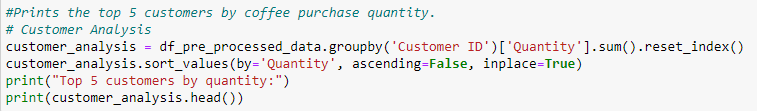 #Prints the top 5 customers by coffee purchase quantity.
# Customer Analysis
customer_analysis = df_pre_processed_data.groupby('Customer ID')['Quantity'].sum().reset_index()
customer_analysis.sort_values(by='Quantity', ascending=False, inplace=True)
print("Top 5 customers by quantity:")
print(customer_analysis.head())